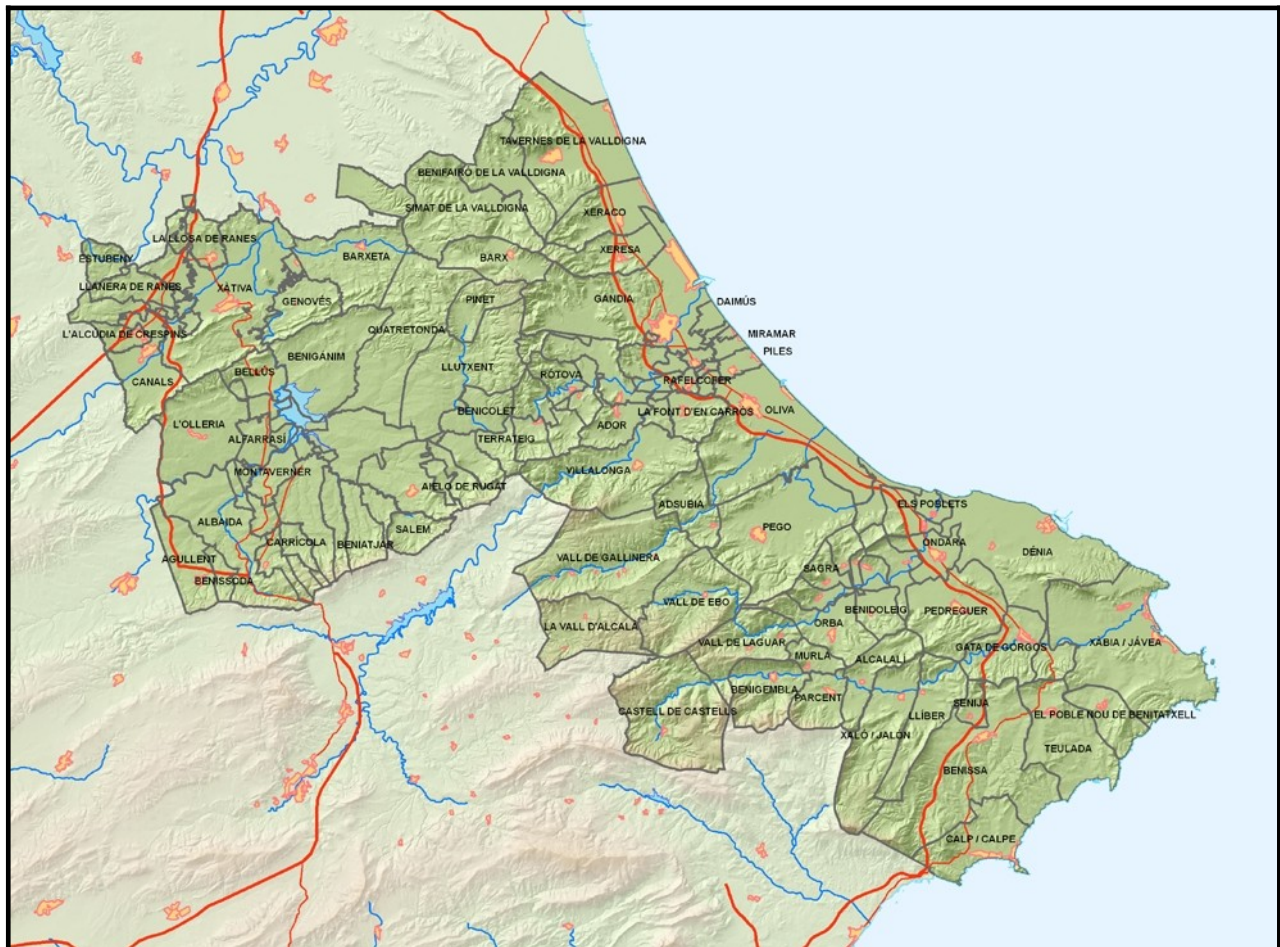 TAVERNES DE LA VALLDIGNA
BENIFAIRÓ DE LA VALLDIGNA
SIMAT DE LA VALLDIGNA
XERACO
LA LLOSA DE RANES
XERESA
ESTUBENY
BARXETA
BARX
LLANERA DE RANES
XÀTIVA
GENOVÉS
PINET
GANDIA
DAIMÚS
L'ALCÚDIA DE CRESPINS
QUATRETONDA
MIRAMAR
PILES
BENIGÀNIM
CANALS
BELLÚS
LLUTXENT
RÓTOVA
RAFELCOFER
L'OLLERIA
BENICOLET
ADOR
LA FONT D'EN CARRÒS
OLIVA
ALFARRASÍ
TERRATEIG
MONTAVERNER
VILLALONGA
AIELO DE RUGAT
ADSUBIA
ELS POBLETS
ALBAIDA
SALEM
PEGO
CARRÍCOLA
BENIATJAR
ONDARA
DÉNIA
AGULLENT
VALL DE GALLINERA
SAGRA
BENISSODA
VALL DE EBO
BENIDOLEIG
PEDREGUER
LA VALL D'ALCALÀ
ORBA
VALL DE LAGUAR
MURLA
ALCALALÍ
GATA DE GORGOS
XÀBIA / JÁVEA
BENIGEMBLA
PARCENT
CASTELL DE CASTELLS
SENIJA
LLÍBER
EL POBLE NOU DE BENITATXELL
XALÓ / JALÓN
TEULADA
BENISSA
CALP / CALPE